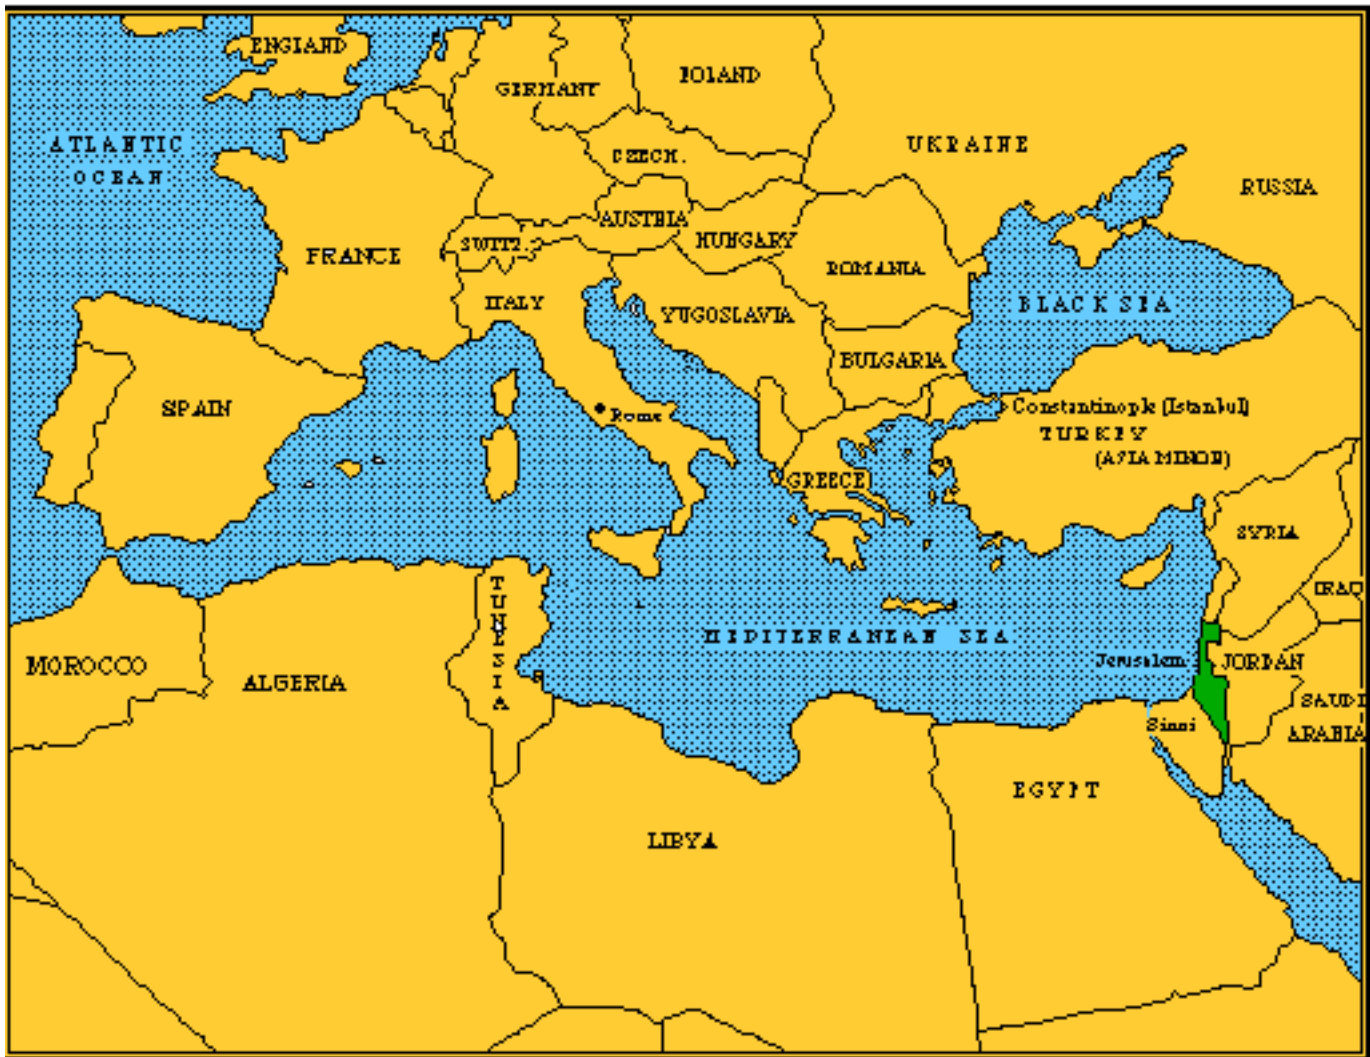 ENGLAND
POLAND
GERMANY
ATLANTIC
OCEAN
UKRAINE
CZECH.
RUSSIA
AUSTRIA
SWITZ.
HUNGARY
FRANCE
ROMANIA
ITALY
BLACK SEA
YUGOSLAVIA
BULGARIA
SPAIN
Rome
Constantinople (Istanbul)
TURKEY
(ASIA MINOR)
GREECE
SYRIA
IRAQ
TUNESIA
MEDITERRANEAN SEA
MOROCCO
ALGERIA
Jerusalem
JORDAN
SAUDI
ARABIA
Sinni
EGYPT
LIBYA